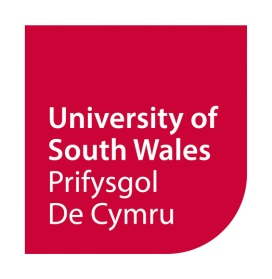 University of
South Wales
Prifysgol
De Cymru